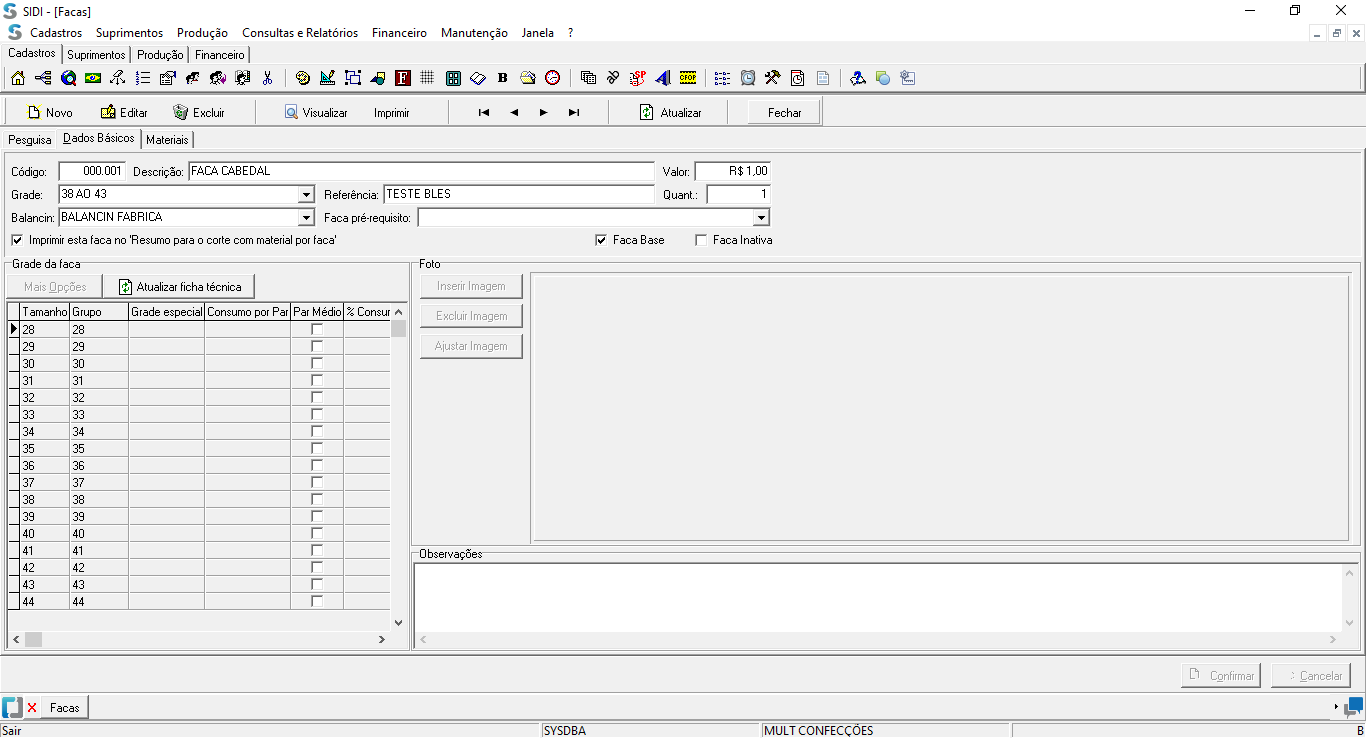 SIDI - [Facas]
Cadastros Suprimentos Produção Consultas e Relatórios Financeiro Manutenção Janela ?
Cadastros Suprimentos Produção Financeiro
Novo Editar Excluir Visualizar Imprimir Atualizar Fechar
Pesquisa Dados Básicos Materiais
Código: 000.001 Descrição: FACA CABEDAL Valor: R$ 1,00
Grade: 38 AO 43 Referência: TESTE BLES Quant.: 1
Balancin: BALANCIN FABRICA Faca pré-requisito:
Imprimir esta faca no 'Resumo para o corte com material por faca' Faca Base Faca Inativa
Grade da faca
Mais Opções Atualizar ficha técnica
Tamanho Grupo Grade especial Consumo por Par Par Médio % Consur
28 28
29 29
30 30
31 31
32 32
33 33
34 34
35 35
36 36
37 37
38 38
39 39
40 40
41 41
42 42
43 43
44 44
Foto
Inserir Imagem
Excluir Imagem
Ajustar Imagem
Observações
Confirmar Cancelar
Facas
Sair SYSDBA MULT CONFECÇÕES B